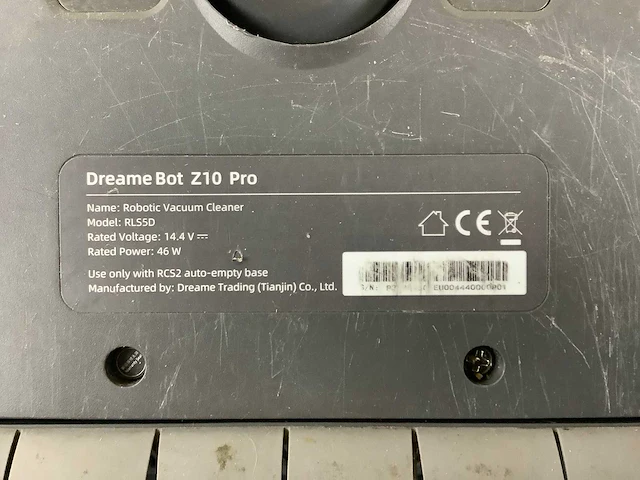 Dreame Bot Z10 Pro
Name: Robotic Vacuum Cleaner
Model: RLS5D
Rated Voltage: 14.4 V ⎓
Rated Power: 46 W
Use only with RCS2 auto-empty base
Manufactured by: Dreame Trading (Tianjin) Co., Ltd.
CE
S/N: